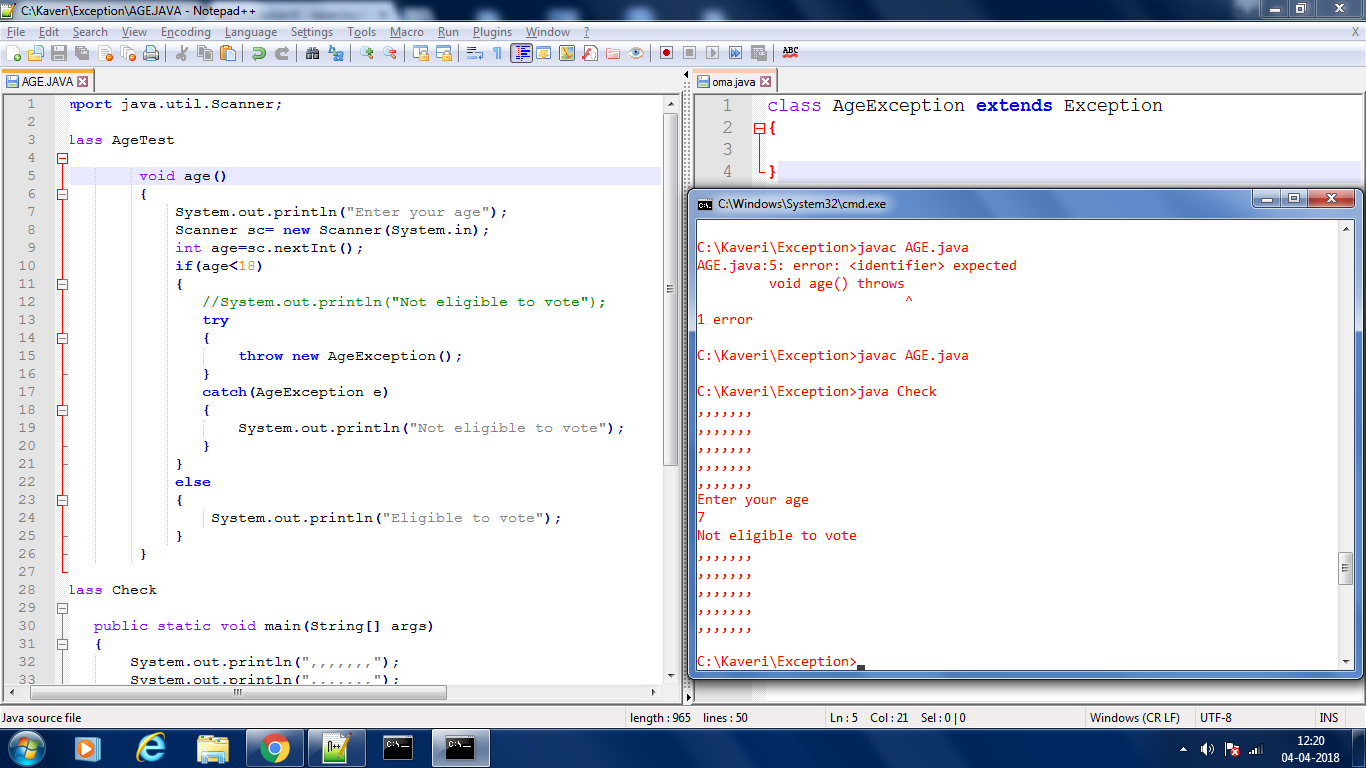 C:\Kaveri\Exception\AGE.JAVA - Notepad++
File Edit Search View Encoding Language Settings Tools Macro Run Plugins Window ? X
ABC
AGE.JAVA
1 mport java.util.Scanner;
2
3 lass AgeTest
4
5 void age()
6 {
7 System.out.println("Enter your age");
8 Scanner sc= new Scanner(System.in);
9 int age=sc.nextInt();
10 if(age<18)
11 {
12 //System.out.println("Not eligible to vote");
13 try
14 {
15 throw new AgeException();
16 }
17 catch(AgeException e)
18 {
19 System.out.println("Not eligible to vote");
20 }
21 }
22 else
23 {
24 System.out.println("Eligible to vote");
25 }
26 }
27
28 lass Check
29
30 public static void main(String[] args)
31 {
32 System.out.println(",,,,,,,");
33 System.out.println(",,,,,,,");
oma.java
1 class AgeException extends Exception
2 {
3
4 }
C:\Windows\System32\cmd.exe
C:\Kaveri\Exception>javac AGE.java
AGE.java:5: error: <identifier> expected
void age() throws
^
1 error
C:\Kaveri\Exception>javac AGE.java
C:\Kaveri\Exception>java Check
,,,,,,,
,,,,,,,
,,,,,,,
,,,,,,,
,,,,,,,
Enter your age
7
Not eligible to vote
,,,,,,,
,,,,,,,
,,,,,,,
,,,,,,,
,,,,,,,
C:\Kaveri\Exception>
Java source file length : 965 lines : 50 Ln : 5 Col : 21 Sel : 0 | 0 Windows (CR LF) UTF-8 INS
12:20
04-04-2018